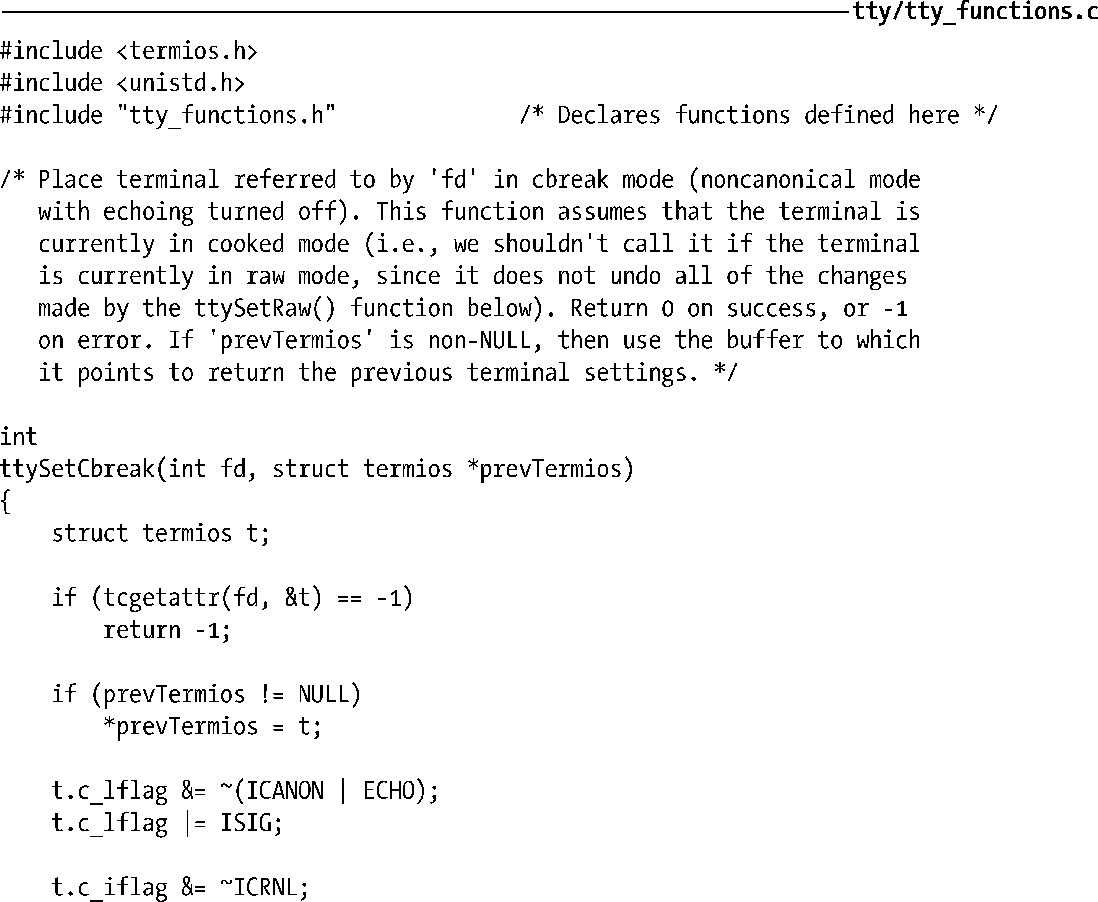 tty/tty_functions.c
#include <termios.h>
#include <unistd.h>
#include "tty_functions.h"              /* Declares functions defined here */

/* Place terminal referred to by 'fd' in cbreak mode (noncanonical mode
   with echoing turned off). This function assumes that the terminal is
   currently in cooked mode (i.e., we shouldn't call it if the terminal
   is currently in raw mode, since it does not undo all of the changes
   made by the ttySetRaw() function below). Return 0 on success, or -1
   on error. If 'prevTermios' is non-NULL, then use the buffer to which
   it points to return the previous terminal settings. */

int
ttySetCbreak(int fd, struct termios *prevTermios)
{
    struct termios t;

    if (tcgetattr(fd, &t) == -1)
        return -1;

    if (prevTermios != NULL)
        *prevTermios = t;

    t.c_lflag &= ~(ICANON | ECHO);
    t.c_lflag |= ISIG;

    t.c_iflag &= ~ICRNL;